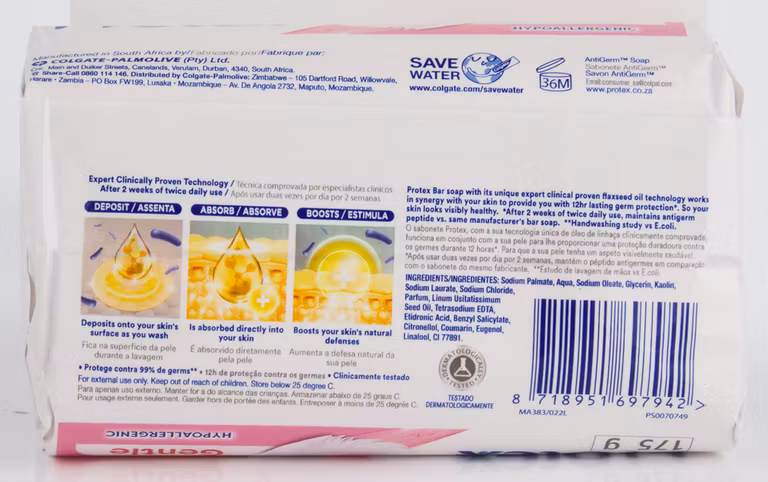 HYPOALLERGENIC
Manufactured in South Africa by/Fabricado por/Fabrique par:
COLGATE-PALMOLIVE (Pty) Ltd.
Main and Dulker Streets, Canelands, Verulam, Durban, 4340, South Africa.
Share-Call 0860 114 146. Distributed by Colgate-Palmolive: Zimbabwe – 105 Dartford Road, Willowvale,
Harare • Zambia – PO Box FW199, Lusaka • Mozambique – Av. De Angola 2732, Maputo, Mozambique.
SAVE
WATER
www.colgate.com/savewater
36M
AntiGerm™ Soap
Sabonete AntiGerm™
Savon AntiGerm™
www.protex.co.za
Expert Clinically Proven Technology / Técnica comprovada por especialistas clínicos
After 2 weeks of twice daily use / Após usar duas vezes por dia por 2 semanas
DEPOSIT / ASSENTA
ABSORB / ABSORVE
BOOSTS / ESTIMULA
Deposits onto your skin's
surface as you wash
Fica na superfície da pele
durante a lavagem
Is absorbed directly into
your skin
É absorvido diretamente
pela pele
Boosts your skin's natural
defenses
Aumenta a defesa natural da
sua pele
• Protege contra 99% de germs** • 12h de proteção contra os germes • Clinicamente testado
For external use only. Keep out of reach of children. Store below 25 degree C.
Para apenas uso externo. Manter for a do alcance das crianças. Armazenar abaixo de 25 graus C.
Pour usage externe seulement. Garder hors de portée des enfants. Entreposer à moins de 25 degrés C.
Protex Bar soap with its unique expert clinical proven flaxseed oil technology works
in synergy with your skin to provide you with 12hr lasting germ protection*. So your
skin looks visibly healthy. *After 2 weeks of twice daily use, maintains antigerm
peptide vs. same manufacturer's bar soap. **Handwashing study vs E.coli.
O sabonete Protex, com a sua tecnologia única de óleo de linhaça clinicamente comprovada,
funciona em conjunto com a sua pele para lhe proporcionar uma proteção duradoura contra
os germes durante 12 horas*. Para que a sua pele tenha um aspeto visivelmente saudável.
*Após usar duas vezes por dia por 2 semanas, mantém o péptido antigermes em comparação
com o sabonete do mesmo fabricante. **Estudo de lavagem de mãos vs E.coli.
INGREDIENTS/INGREDIENTES: Sodium Palmate, Aqua, Sodium Oleate, Glycerin, Kaolin,
Sodium Laurate, Sodium Chloride,
Parfum, Linum Usitatissimum
Seed Oil, Tetrasodium EDTA,
Etidronic Acid, Benzyl Salicylate,
Citronellol, Coumarin, Eugenol,
Linalool, CI 77891.
DERMATOLOGICALLY
TESTED
TESTADO
DERMATOLOGICAMENTE
8 718951 697942 >
MA383/022L
PS0070749
HYPOALLERGENIC
Gentle
175 g